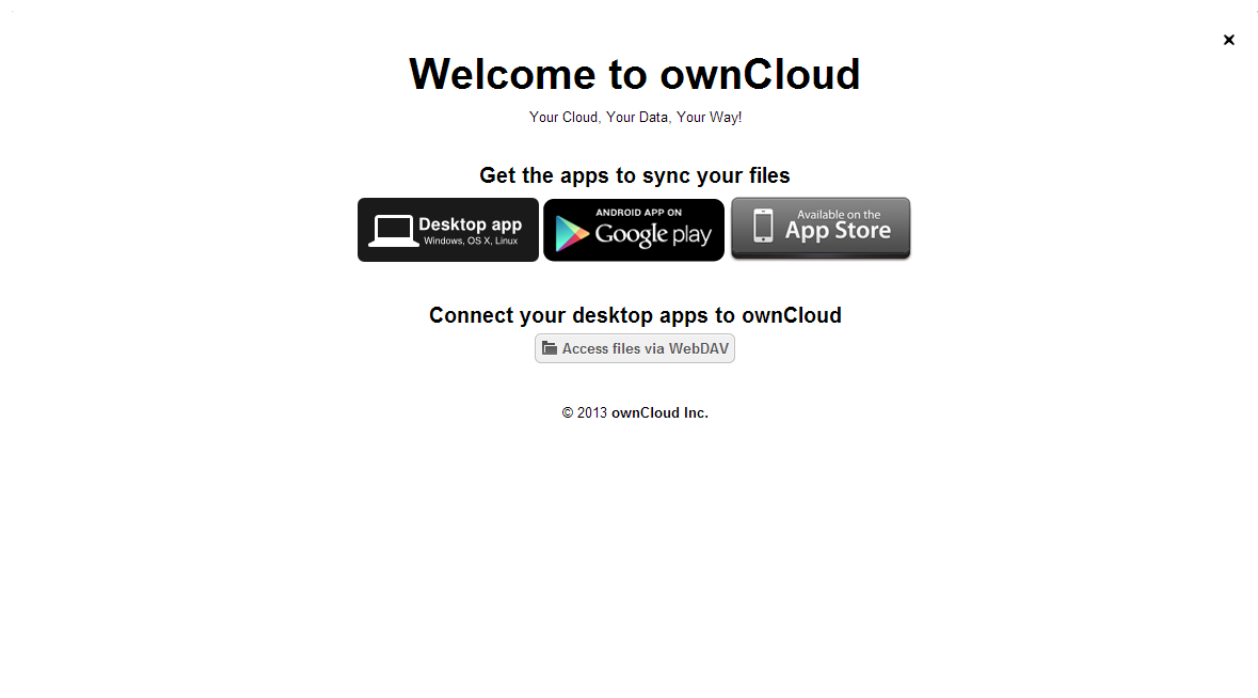 Welcome to ownCloud
Your Cloud, Your Data, Your Way!
Get the apps to sync your files
Desktop app
Windows, OS X, Linux
ANDROID APP ON
Google play
Available on the
App Store
Connect your desktop apps to ownCloud
Access files via WebDAV
© 2013 ownCloud Inc.